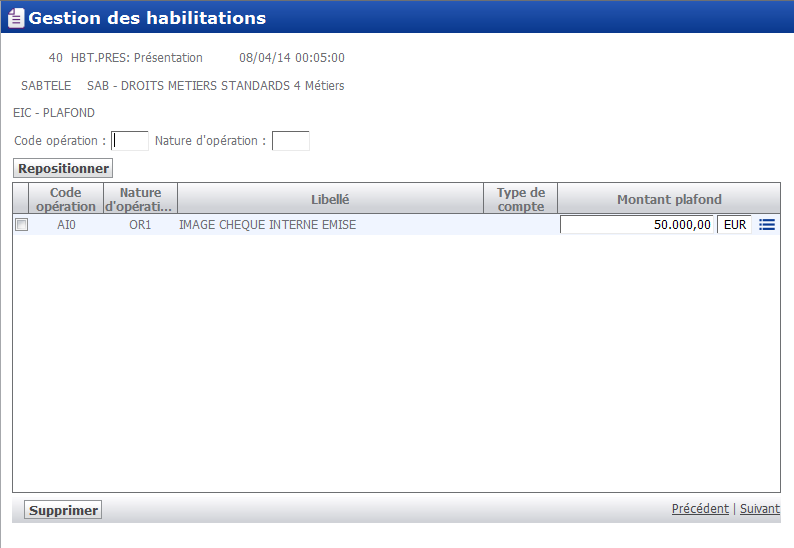 Gestion des habilitations
40 HBT.PRES: Présentation 08/04/14 00:05:00
SABTELE SAB - DROITS METIERS STANDARDS 4 Métiers
EIC - PLAFOND
Code opération : Nature d'opération :
Repositionner
Code opération Nature d'opérati... Libellé Type de compte Montant plafond
AI0 OR1 IMAGE CHEQUE INTERNE EMISE 50.000,00 EUR
Supprimer Précédent | Suivant